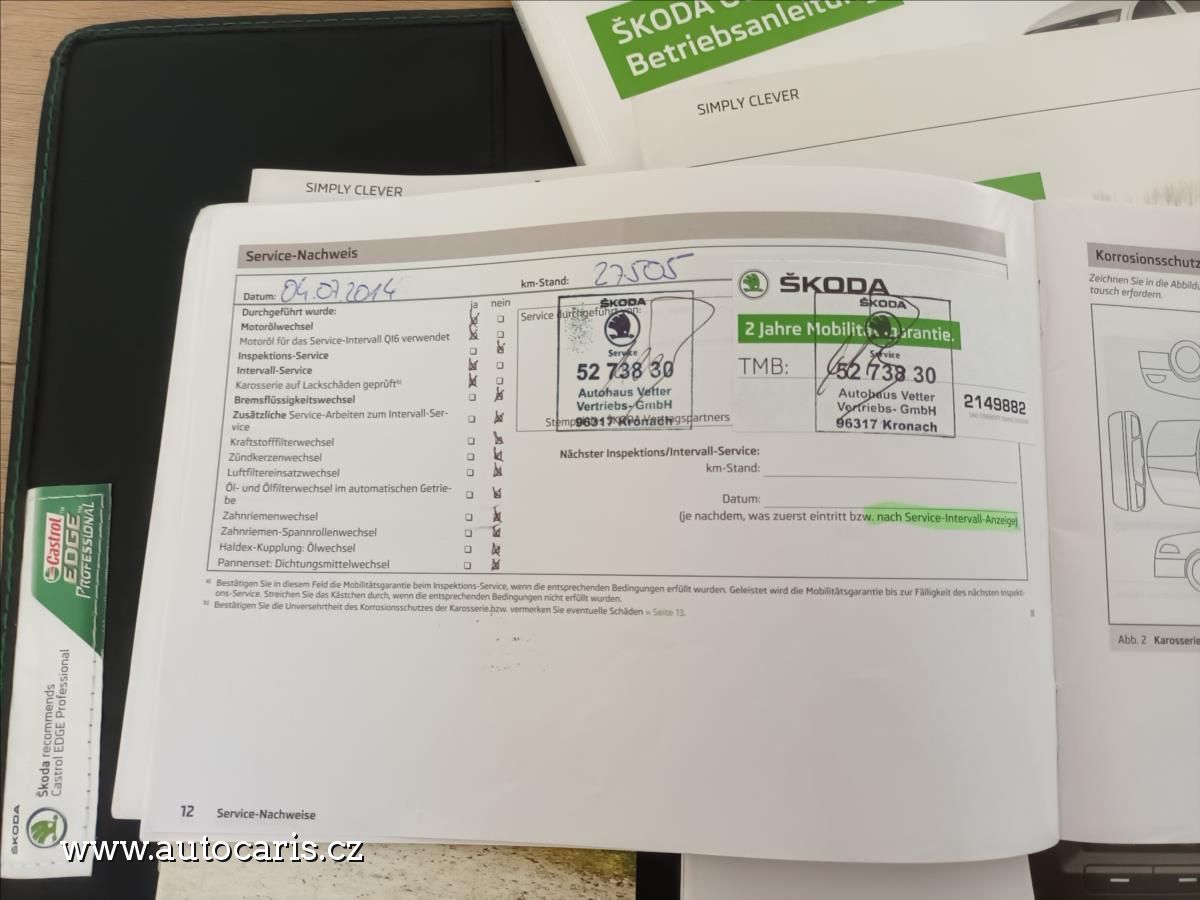 ŠKODA
Betriebsanleitung
SIMPLY CLEVER
SIMPLY CLEVER
Service-Nachweis
Datum: 04.07.2014
km-Stand: 27505
ja nein
Durchgeführt wurde:
Motorölwechsel
Motoröl für das Service-Intervall QI6 verwendet
Inspektions-Service
Intervall-Service
Karosserie auf Lackschäden geprüft b)
Bremsflüssigkeitswechsel
Zusätzliche Service-Arbeiten zum Intervall-Ser-
vice
Kraftstofffilterwechsel
Zündkerzenwechsel
Luftfiltereinsatzwechsel
Öl- und Ölfilterwechsel im automatischen Getrie-
be
Zahnriemenwechsel
Zahnriemen-Spannrollenwechsel
Haldex-Kupplung: Ölwechsel
Pannenset: Dichtungsmittelwechsel
Service durchgeführt von:
ŠKODA
Service
52 738 30
Autohaus Vetter
Vertriebs- GmbH
96317 Kronach
ŠKODA
2 Jahre Mobilitätsgarantie.
TMB:
ŠKODA
Service
52 738 30
Autohaus Vetter
Vertriebs- GmbH
96317 Kronach
2149882
Nächster Inspektions/Intervall-Service:
km-Stand:
Datum:
(je nachdem, was zuerst eintritt bzw. nach Service-Intervall-Anzeige)
a) Bestätigen Sie in diesem Feld die Mobilitätsgarantie beim Inspektions-Service, wenn die entsprechenden Bedingungen erfüllt wurden. Geleistet wird die Mobilitätsgarantie bis zur Fälligkeit des nächsten Inspekti-
ons-Service. Streichen Sie das Kästchen durch, wenn die entsprechenden Bedingungen nicht erfüllt wurden.
b) Bestätigen Sie die Unversehrtheit des Korrosionsschutzes der Karosserie bzw. vermerken Sie eventuelle Schäden » Seite 13.
12 Service-Nachweise
Korrosionsschutz
Zeichnen Sie in die Abbildu
tausch erfordern.
Abb. 2 Karosserie
Castrol
EDGE
PROFESSIONAL
Škoda recommends
Castrol EDGE Professional
ŠKODA
www.autocaris.cz